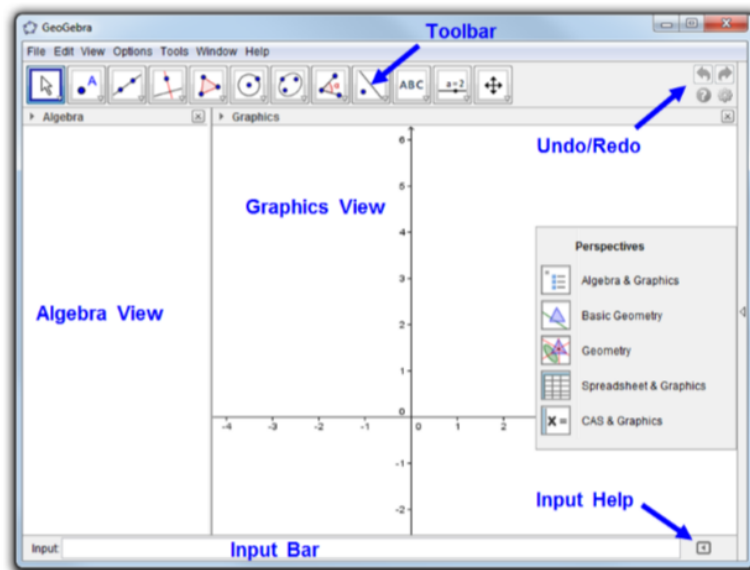 GeoGebra
File Edit View Options Tools Window Help
Toolbar
A
α
ABC
a=2
Algebra
Graphics
Undo/Redo
Graphics View
Algebra View
Perspectives
Algebra & Graphics
Basic Geometry
Geometry
Spreadsheet & Graphics
X =
CAS & Graphics
6
5
4
3
2
1
0
-4 -3 -2 -1 0 1 2
-1
-2
Input Help
Input:
Input Bar